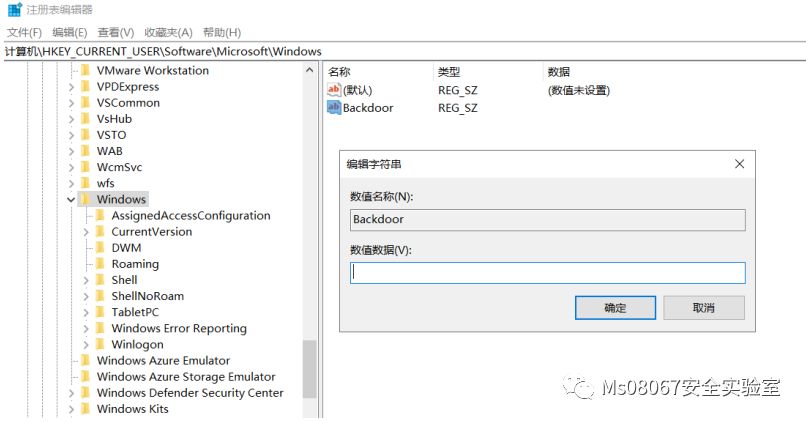 注册表编辑器
文件(F) 编辑(E) 查看(V) 收藏夹(A) 帮助(H)
计算机\HKEY_CURRENT_USER\Software\Microsoft\Windows
VMware Workstation
VPDExpress
VSCommon
VsHub
VSTO
WAB
WcmSvc
wfs
Windows
AssignedAccessConfiguration
CurrentVersion
DWM
Roaming
Shell
ShellNoRoam
TabletPC
Windows Error Reporting
Winlogon
Windows Azure Emulator
Windows Azure Storage Emulator
Windows Defender Security Center
Windows Kits
名称 类型 数据
ab (默认) REG_SZ (数值未设置)
ab Backdoor REG_SZ
编辑字符串
数值名称(N):
Backdoor
数值数据(V):
确定 取消
Ms08067安全实验室